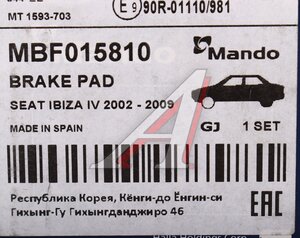 MT 1593-703
E9 90R-01110/981
MBF015810
Mando
BRAKE PAD
SEAT IBIZA IV 2002 - 2009
MADE IN SPAIN
GJ 1 SET
Республика Корея, Кёнги-до Ёнгин-си
Гихынг-Гу Гихынгданджиро 46
EAC